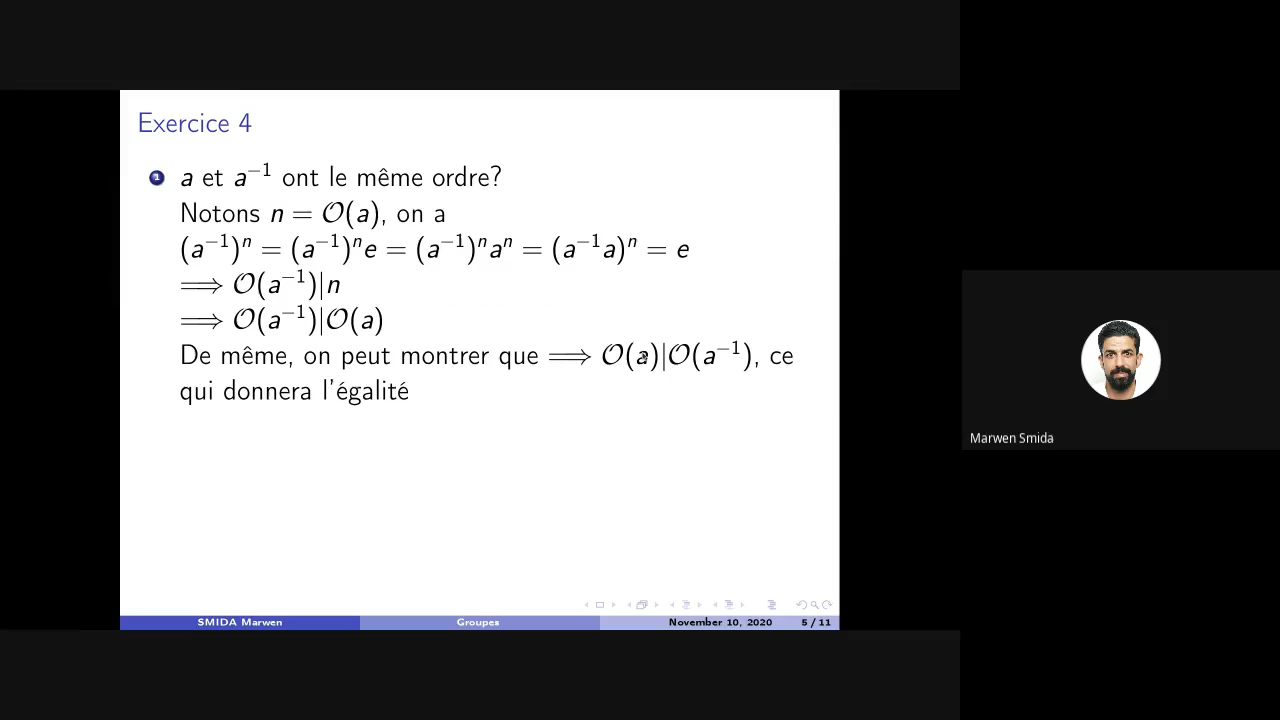 Exercice 4
1 a et a⁻¹ ont le même ordre?
Notons n = 𝒪(a), on a
(a⁻¹)ⁿ = (a⁻¹)ⁿe = (a⁻¹)ⁿaⁿ = (a⁻¹a)ⁿ = e
⟹ 𝒪(a⁻¹)|n
⟹ 𝒪(a⁻¹)|𝒪(a)
De même, on peut montrer que ⟹ 𝒪(a)|𝒪(a⁻¹), ce
qui donnera l'égalité
Marwen Smida
SMIDA Marwen Groupes November 10, 2020 5 / 11